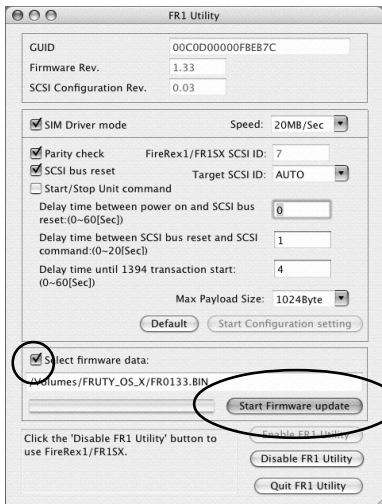 FR1 Utility
GUID 00C0D00000FBEB7C
Firmware Rev. 1.33
SCSI Configuration Rev. 0.03
SIM Driver mode Speed: 20MB/Sec
Parity check FireRex1/FR1SX SCSI ID: 7
SCSI bus reset Target SCSI ID: AUTO
Start/Stop Unit command
Delay time between power on and SCSI bus 0
reset:(0~60[Sec])
Delay time between SCSI bus reset and SCSI 1
command:(0~20[Sec])
Delay time until 1394 transaction start: 4
(0~60[Sec])
Max Payload Size: 1024Byte
Default Start Configuration setting
Select firmware data:
/Volumes/FRUTY_OS_X/FR0133.BIN
Start Firmware update
Click the 'Disable FR1 Utility' button to
use FireRex1/FR1SX.
Enable FR1 Utility
Disable FR1 Utility
Quit FR1 Utility